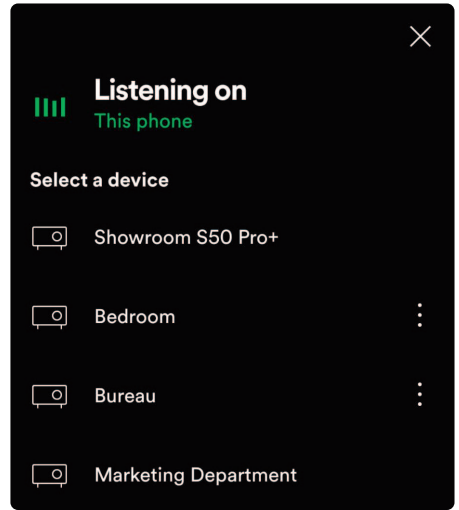 Listening on
This phone
Select a device
Showroom S50 Pro+
Bedroom
Bureau
Marketing Department